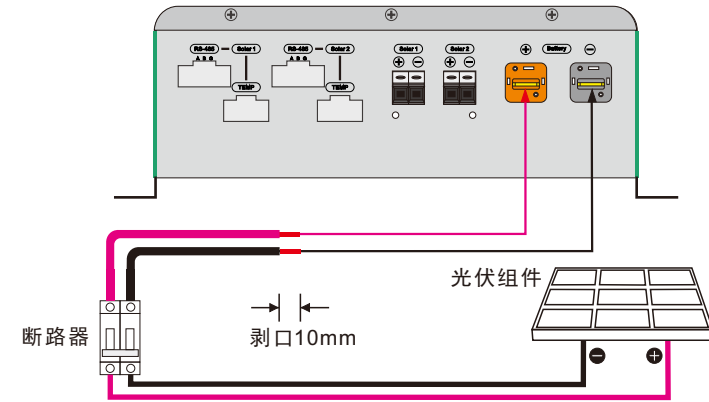 RS-485 Solar 1 RS-485 Solar 2 Solar 1 Solar 2 + Battery −
A B G A B G + − + −
TEMP TEMP
光伏组件
断路器 剥口10mm
− +